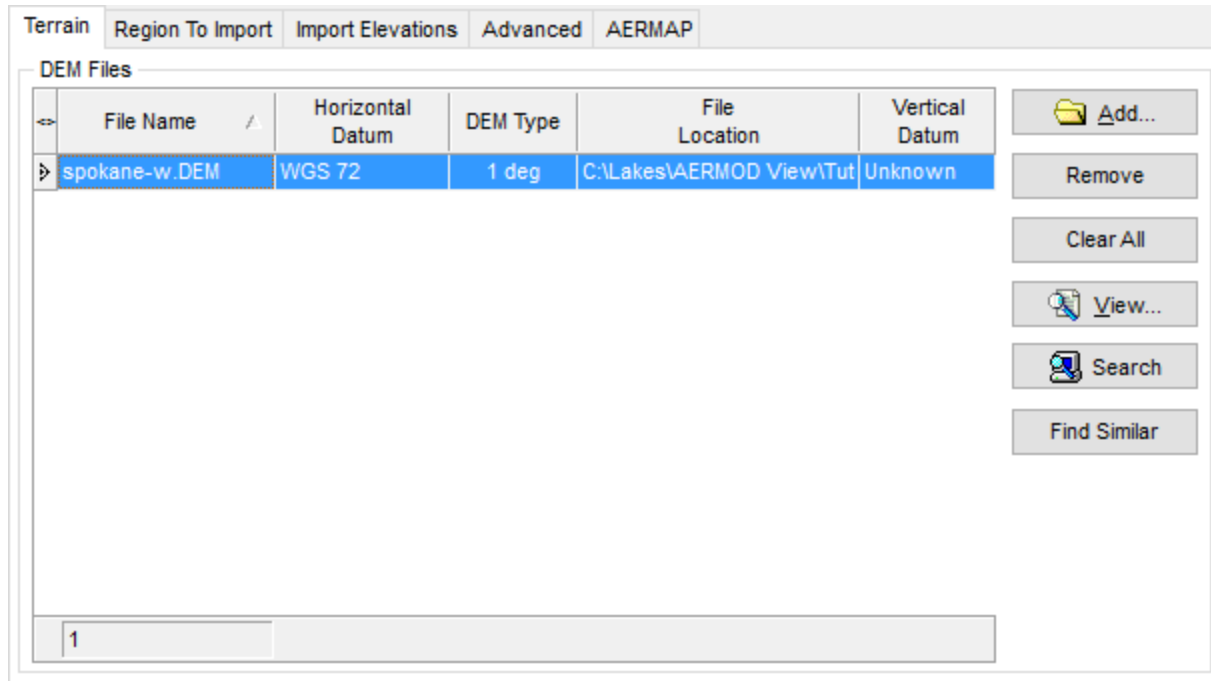 Terrain Region To Import Import Elevations Advanced AERMAP
DEM Files
File Name Horizontal Datum DEM Type File Location Vertical Datum
spokane-w.DEM WGS 72 1 deg C:\Lakes\AERMOD View\Tut Unknown
1
Add...
Remove
Clear All
View...
Search
Find Similar